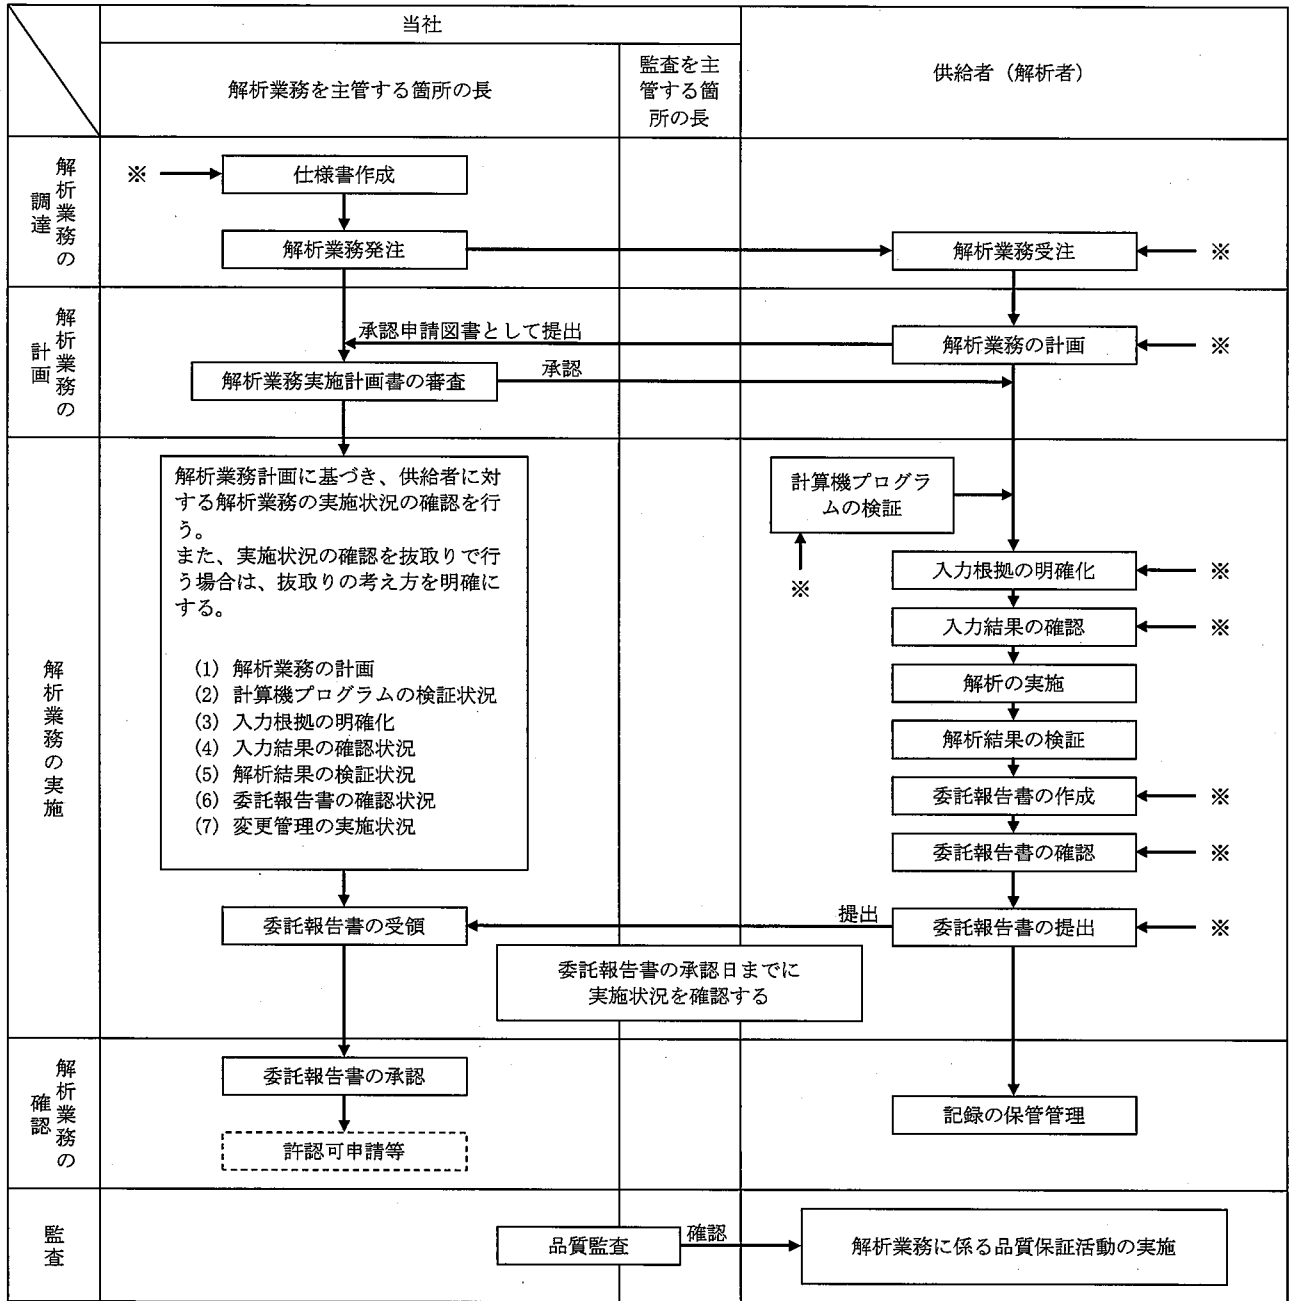 当社
解析業務を主管する箇所の長
監査を主
管する箇
所の長
供給者（解析者）
解析業務の
調達
※
仕様書作成
解析業務発注
解析業務受注
※
解析業務の
計画
承認申請図書として提出
解析業務の計画
※
解析業務実施計画書の審査
承認
解析業務の実施
解析業務計画に基づき、供給者に対
する解析業務の実施状況の確認を行
う。
また、実施状況の確認を抜取りで行
う場合は、抜取りの考え方を明確に
する。
(1) 解析業務の計画
(2) 計算機プログラムの検証状況
(3) 入力根拠の明確化
(4) 入力結果の確認状況
(5) 解析結果の検証状況
(6) 委託報告書の確認状況
(7) 変更管理の実施状況
計算機プログラ
ムの検証
※
入力根拠の明確化
※
入力結果の確認
※
解析の実施
解析結果の検証
委託報告書の作成
※
委託報告書の確認
※
委託報告書の受領
提出
委託報告書の提出
※
委託報告書の承認日までに
実施状況を確認する
解析業務の
確認
委託報告書の承認
許認可申請等
記録の保管管理
監査
品質監査
確認
解析業務に係る品質保証活動の実施